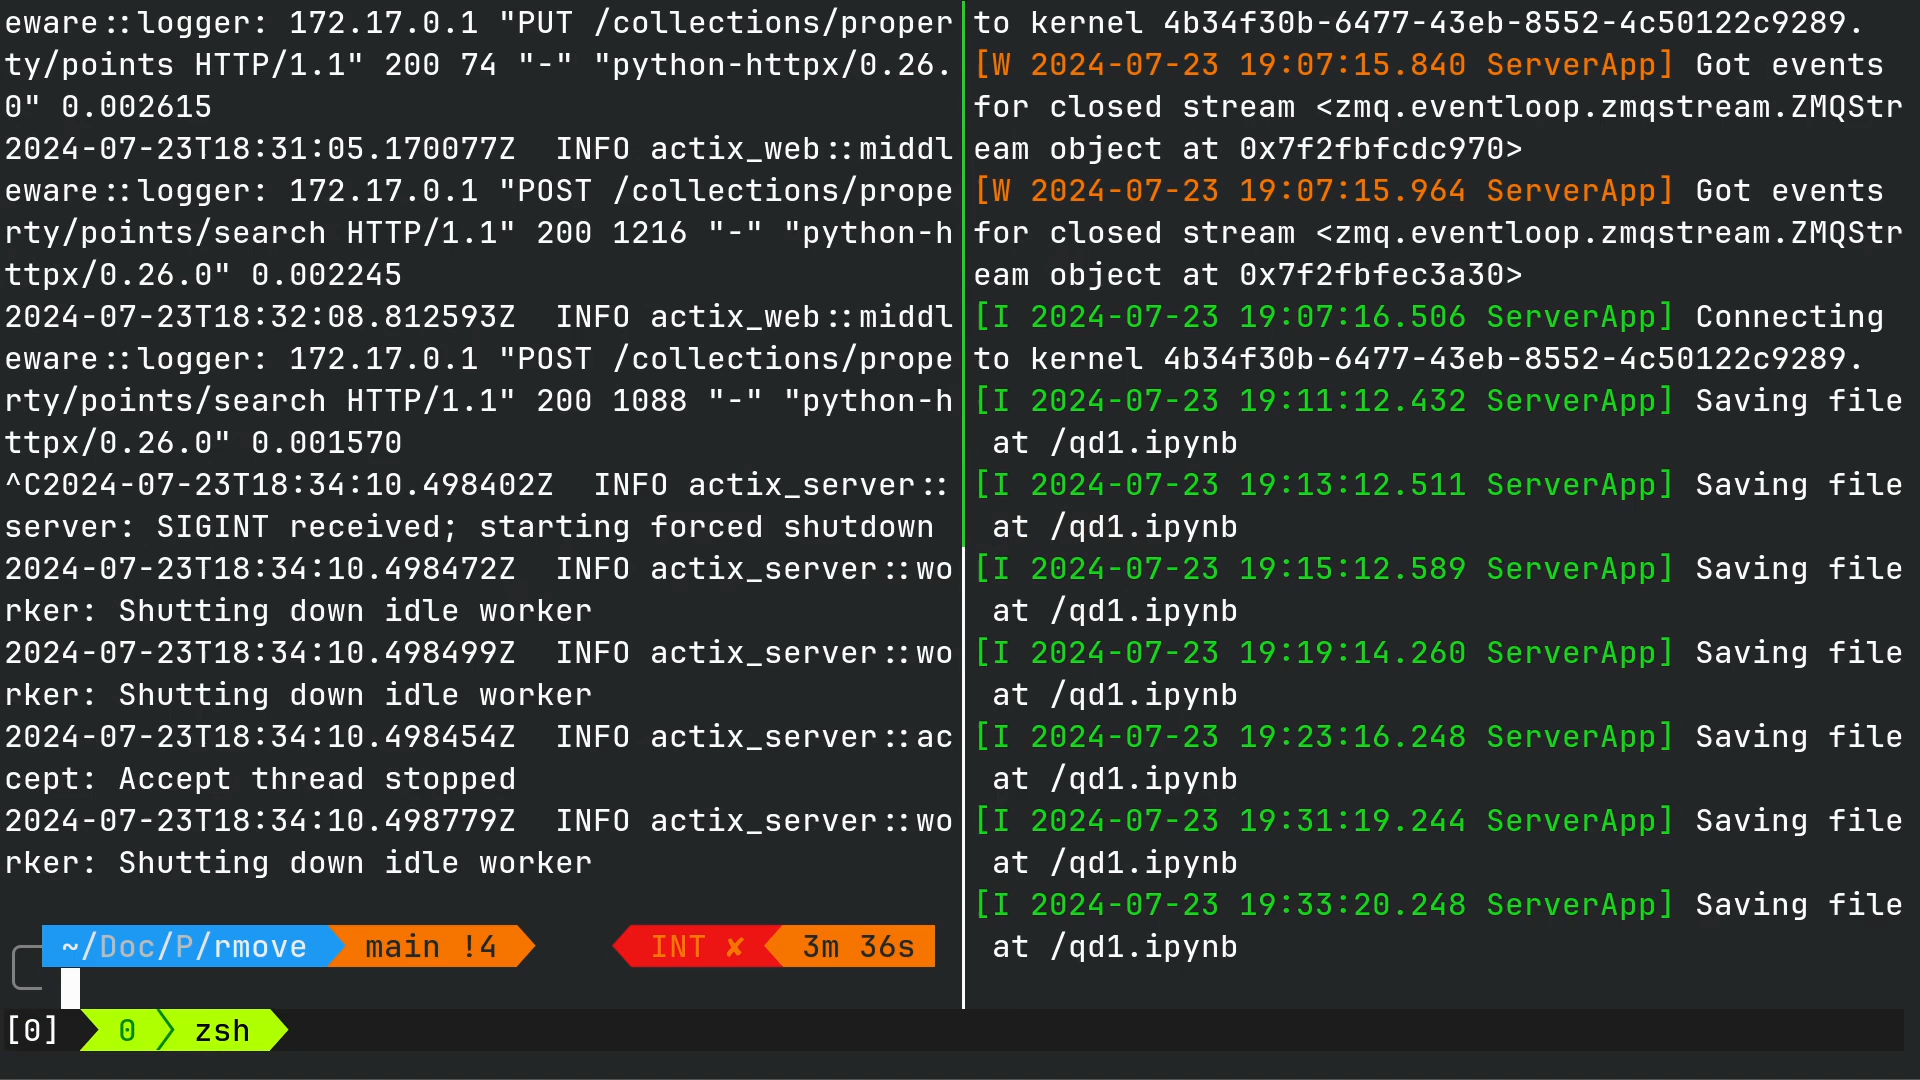 eware::logger: 172.17.0.1 "PUT /collections/proper
ty/points HTTP/1.1" 200 74 "-" "python-httpx/0.26.
0" 0.002615
2024-07-23T18:31:05.170077Z  INFO actix_web::middl
eware::logger: 172.17.0.1 "POST /collections/prope
rty/points/search HTTP/1.1" 200 1216 "-" "python-h
ttpx/0.26.0" 0.002245
2024-07-23T18:32:08.812593Z  INFO actix_web::middl
eware::logger: 172.17.0.1 "POST /collections/prope
rty/points/search HTTP/1.1" 200 1088 "-" "python-h
ttpx/0.26.0" 0.001570
^C2024-07-23T18:34:10.498402Z  INFO actix_server::
server: SIGINT received; starting forced shutdown
2024-07-23T18:34:10.498472Z  INFO actix_server::wo
rker: Shutting down idle worker
2024-07-23T18:34:10.498499Z  INFO actix_server::wo
rker: Shutting down idle worker
2024-07-23T18:34:10.498454Z  INFO actix_server::ac
cept: Accept thread stopped
2024-07-23T18:34:10.498779Z  INFO actix_server::wo
rker: Shutting down idle worker
~/Doc/P/rmove main !4 INT ✘ 3m 36s
to kernel 4b34f30b-6477-43eb-8552-4c50122c9289.
[W 2024-07-23 19:07:15.840 ServerApp] Got events
for closed stream <zmq.eventloop.zmqstream.ZMQStr
eam object at 0x7f2fbfcdc970>
[W 2024-07-23 19:07:15.964 ServerApp] Got events
for closed stream <zmq.eventloop.zmqstream.ZMQStr
eam object at 0x7f2fbfec3a30>
[I 2024-07-23 19:07:16.506 ServerApp] Connecting
to kernel 4b34f30b-6477-43eb-8552-4c50122c9289.
[I 2024-07-23 19:11:12.432 ServerApp] Saving file
at /qd1.ipynb
[I 2024-07-23 19:13:12.511 ServerApp] Saving file
at /qd1.ipynb
[I 2024-07-23 19:15:12.589 ServerApp] Saving file
at /qd1.ipynb
[I 2024-07-23 19:19:14.260 ServerApp] Saving file
at /qd1.ipynb
[I 2024-07-23 19:23:16.248 ServerApp] Saving file
at /qd1.ipynb
[I 2024-07-23 19:31:19.244 ServerApp] Saving file
at /qd1.ipynb
[I 2024-07-23 19:33:20.248 ServerApp] Saving file
at /qd1.ipynb
[0] 0 zsh